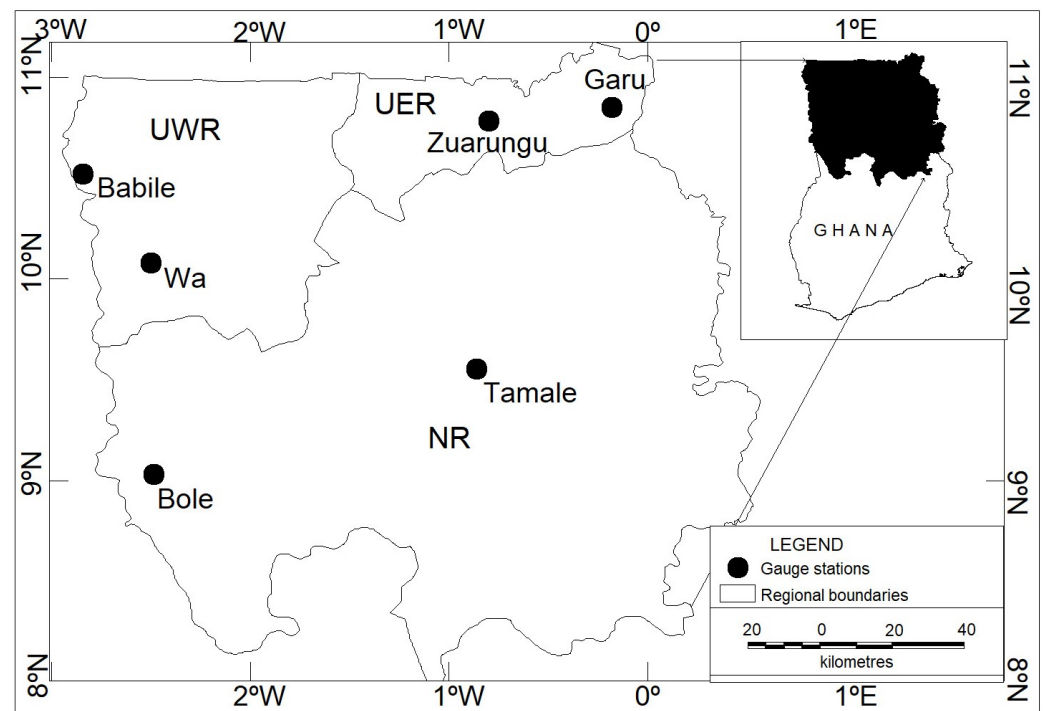 3ºW 2ºW 1ºW 0º 1ºE
11ºN
11ºN
Garu
UER
UWR
Zuarungu
Babile
GHANA
Wa
10ºN
10ºN
Tamale
NR
Bole
9ºN
9ºN
LEGEND
Gauge stations
Regional boundaries
20 0 20 40
kilometres
8ºN
8ºN
2ºW 1ºW 0º 1ºE